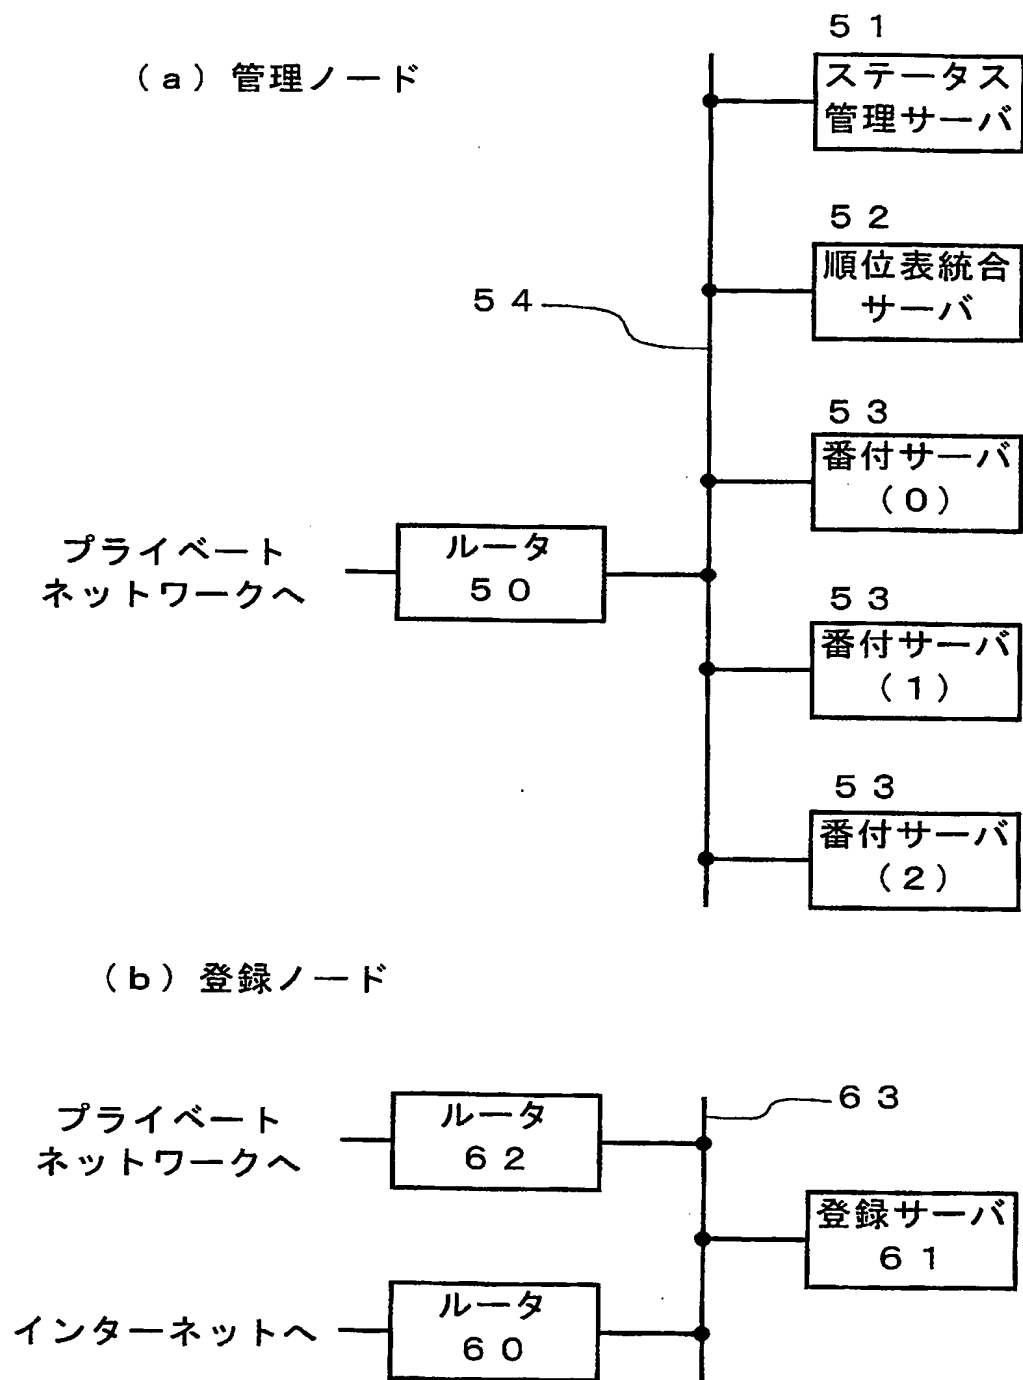 (a) 管理ノード
51
ステータス
管理サーバ
52
順位表統合
サーバ
54
53
番付サーバ
(0)
プライベート
ネットワークへ
ルータ
50
53
番付サーバ
(1)
53
番付サーバ
(2)
(b) 登録ノード
プライベート
ネットワークへ
ルータ
62
63
登録サーバ
61
インターネットへ
ルータ
60